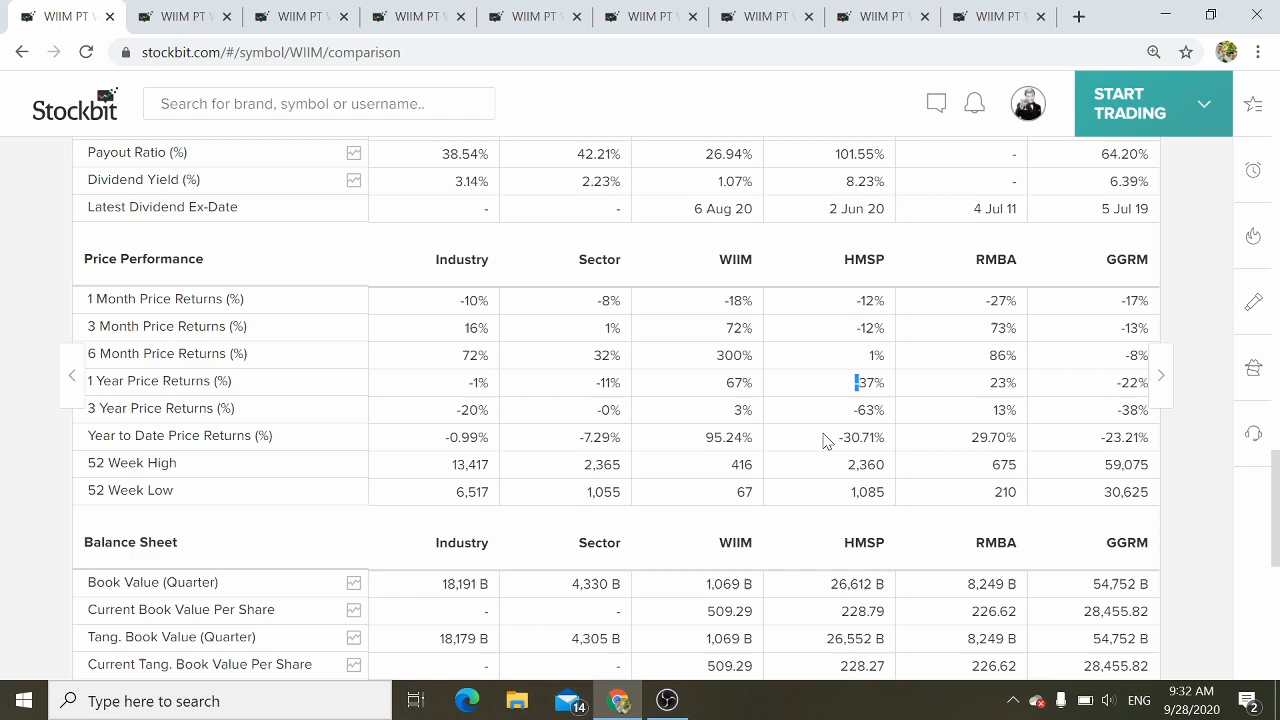 WIIM PT WIIM PT WIIM PT WIIM PT WIIM PT WIIM PT WIIM PT WIIM PT WIIM PT
stockbit.com/#/symbol/WIIM/comparison
Stockbit Search for brand, symbol or username.. START TRADING
Payout Ratio (%) 38.54% 42.21% 26.94% 101.55% - 64.20%
Dividend Yield (%) 3.14% 2.23% 1.07% 8.23% - 6.39%
Latest Dividend Ex-Date - - 6 Aug 20 2 Jun 20 4 Jul 11 5 Jul 19
Price Performance Industry Sector WIIM HMSP RMBA GGRM
1 Month Price Returns (%) -10% -8% -18% -12% -27% -17%
3 Month Price Returns (%) 16% 1% 72% -12% 73% -13%
6 Month Price Returns (%) 72% 32% 300% 1% 86% -8%
1 Year Price Returns (%) -1% -11% 67% -37% 23% -22%
3 Year Price Returns (%) -20% -0% 3% -63% 13% -38%
Year to Date Price Returns (%) -0.99% -7.29% 95.24% -30.71% 29.70% -23.21%
52 Week High 13,417 2,365 416 2,360 675 59,075
52 Week Low 6,517 1,055 67 1,085 210 30,625
Balance Sheet Industry Sector WIIM HMSP RMBA GGRM
Book Value (Quarter) 18,191 B 4,330 B 1,069 B 26,612 B 8,249 B 54,752 B
Current Book Value Per Share - - 509.29 228.79 226.62 28,455.82
Tang. Book Value (Quarter) 18,179 B 4,305 B 1,069 B 26,552 B 8,249 B 54,752 B
Current Tang. Book Value Per Share - - 509.29 228.27 226.62 28,455.82
Type here to search 14 ENG 9:32 AM
9/28/2020 2